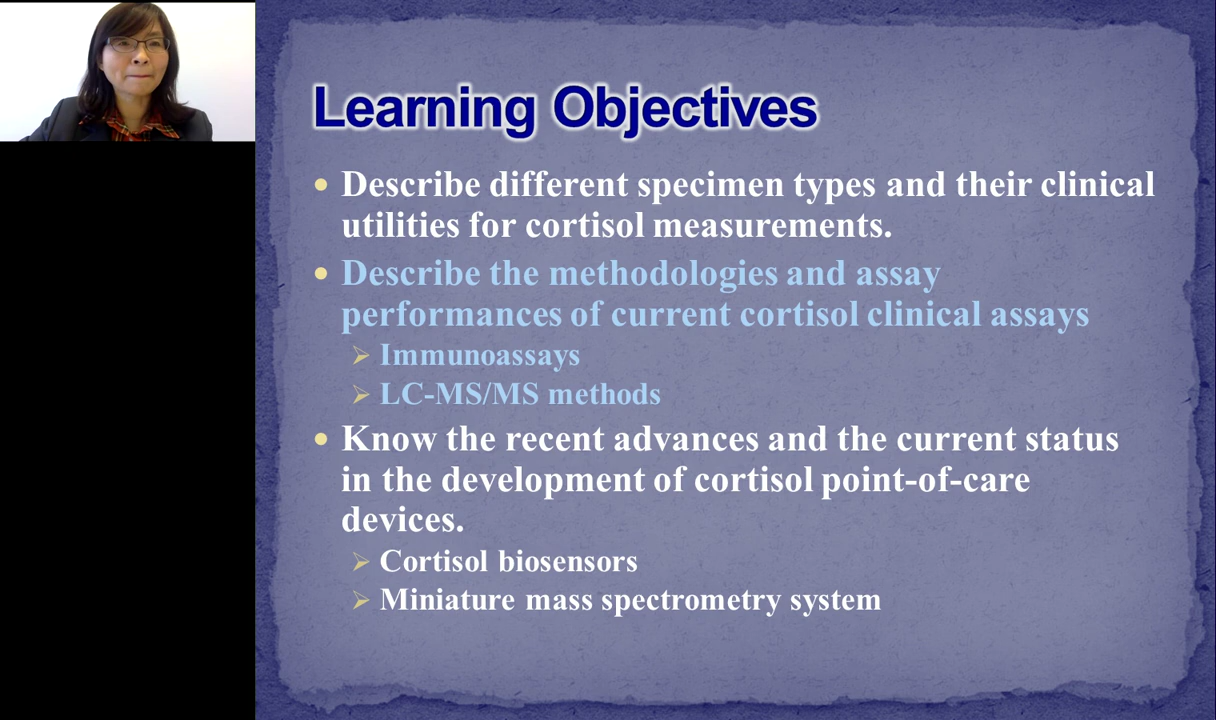 Learning Objectives
Describe different specimen types and their clinical
utilities for cortisol measurements.
Describe the methodologies and assay
performances of current cortisol clinical assays
Immunoassays
LC-MS/MS methods
Know the recent advances and the current status
in the development of cortisol point-of-care
devices.
Cortisol biosensors
Miniature mass spectrometry system